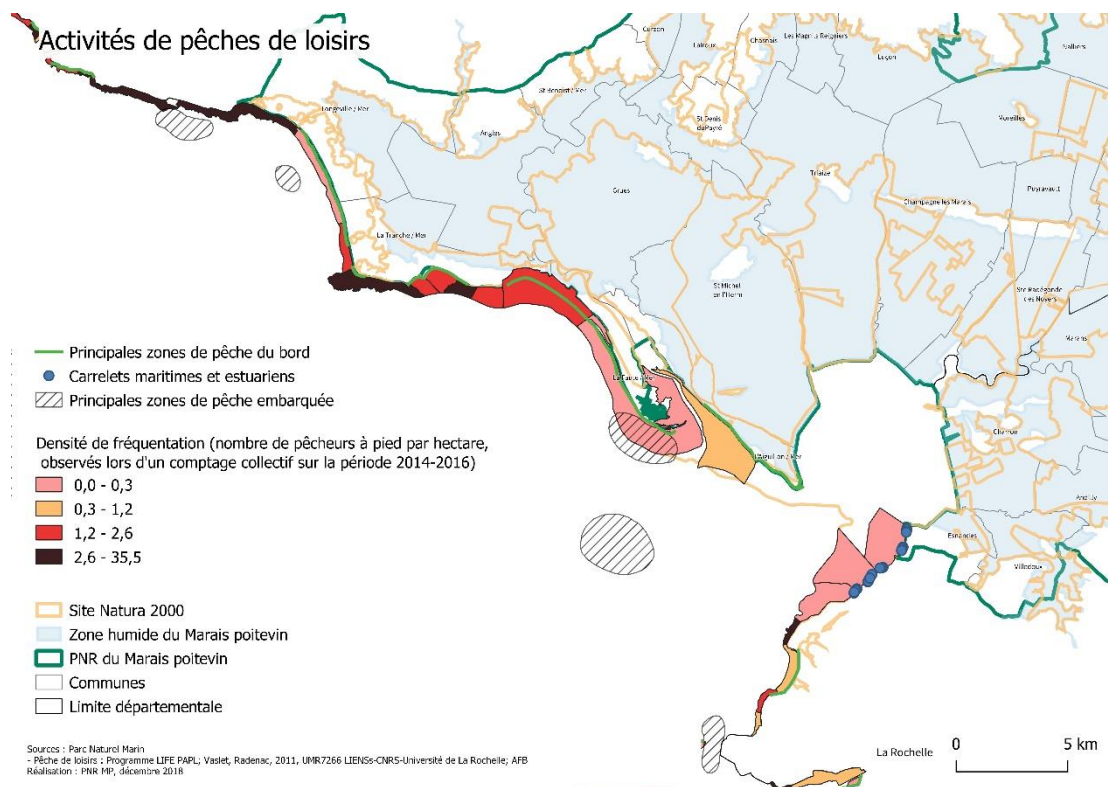 Activités de pêches de loisirs
Curzon
Lairoux
Chasnais
Les Magnils Reigniers
Luçon
Nalliers
St Benoist / Mer
Longeville / Mer
Angles
St Denis
du Payré
Moreilles
Grues
Triaize
Puyravault
Champagné les Marais
La Tranche / Mer
St Michel
en l'Herm
Ste Radégonde
des Noyers
Marans
La Faute / Mer
Charron
L'Aiguillon / Mer
Andilly
Esnandes
Villedoux
Principales zones de pêche du bord
Carrelets maritimes et estuariens
Principales zones de pêche embarquée
Densité de fréquentation (nombre de pêcheurs à pied par hectare,
observés lors d'un comptage collectif sur la période 2014-2016)
0,0 - 0,3
0,3 - 1,2
1,2 - 2,6
2,6 - 35,5
Site Natura 2000
Zone humide du Marais poitevin
PNR du Marais poitevin
Communes
Limite départementale
La Rochelle
0 5 km
Sources : Parc Naturel Marin
- Pêche de loisirs : Programme LIFE PAPL; Vaslet, Radenac, 2011, UMR7266 LIENSs-CNRS-Université de La Rochelle; AFB
Réalisation : PNR MP, décembre 2018